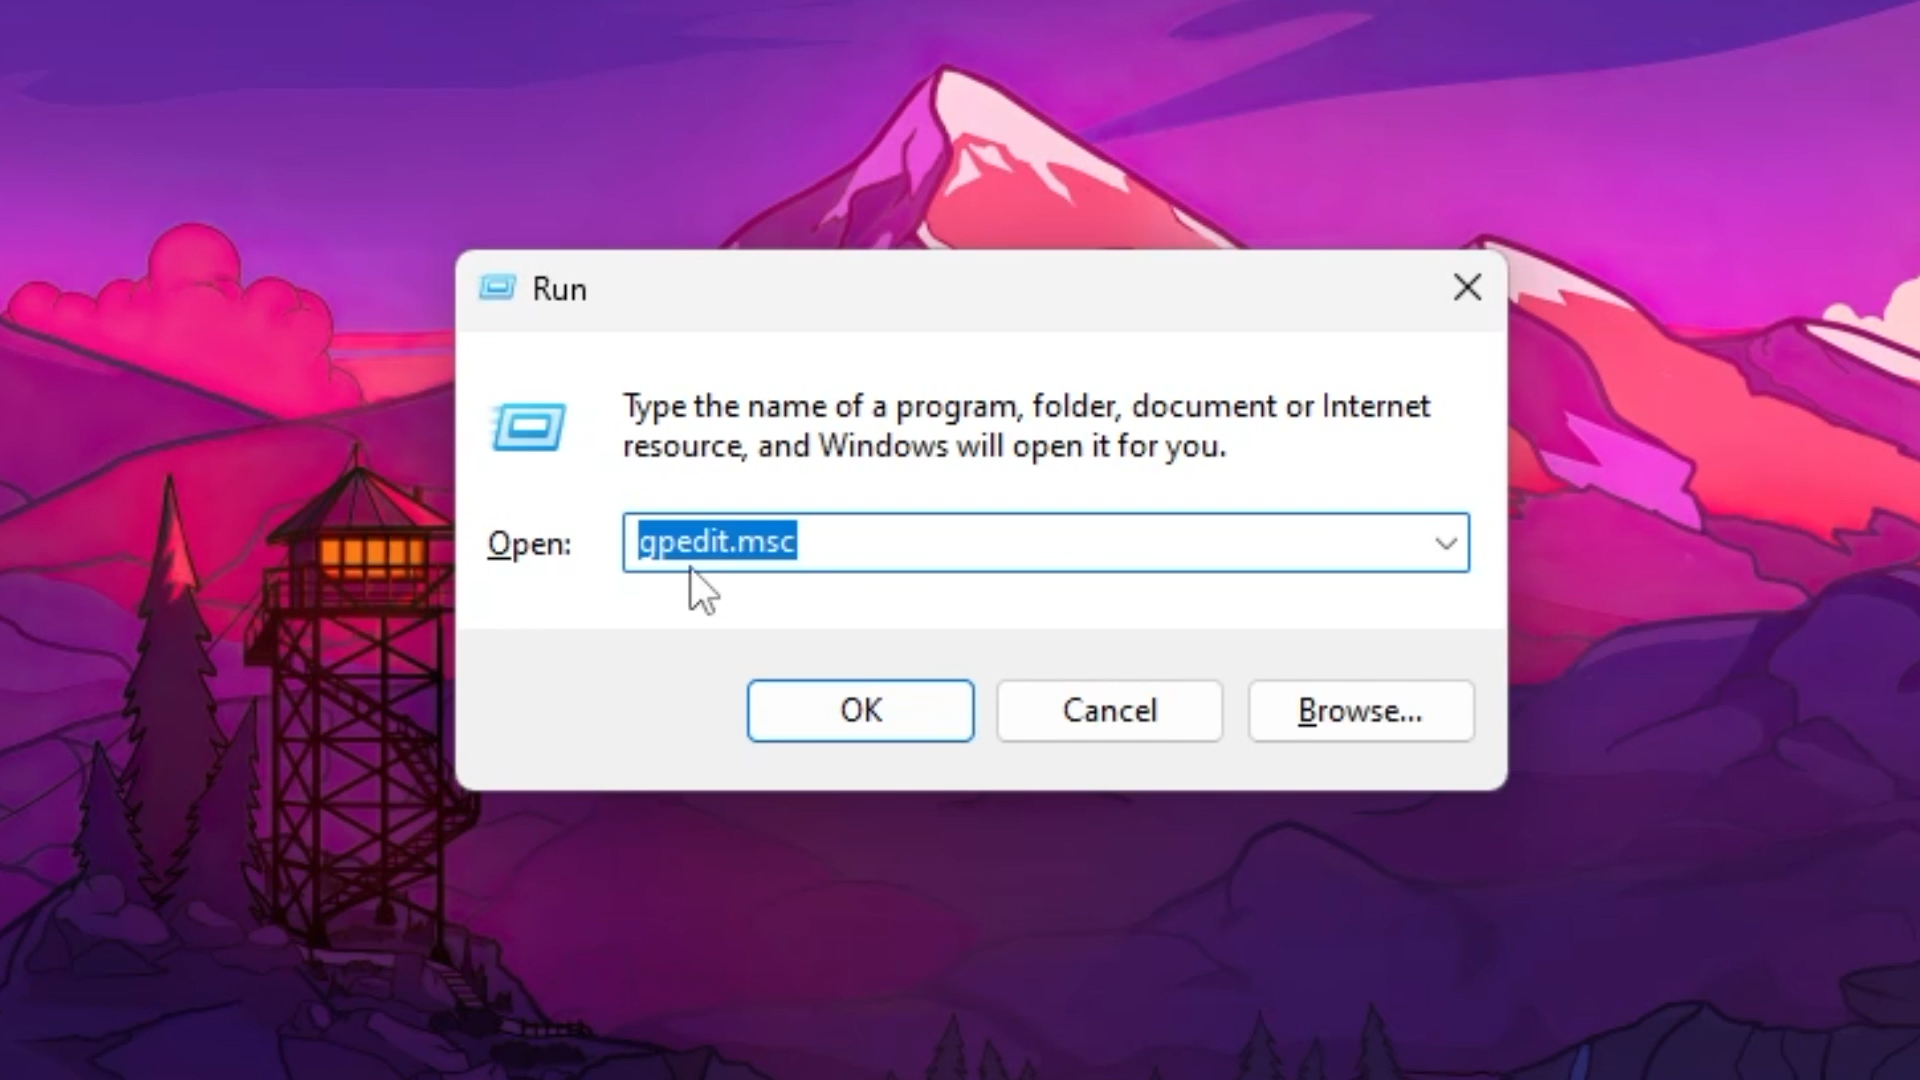 Run
Type the name of a program, folder, document or Internet
resource, and Windows will open it for you.
Open: gpedit.msc
OK Cancel Browse...